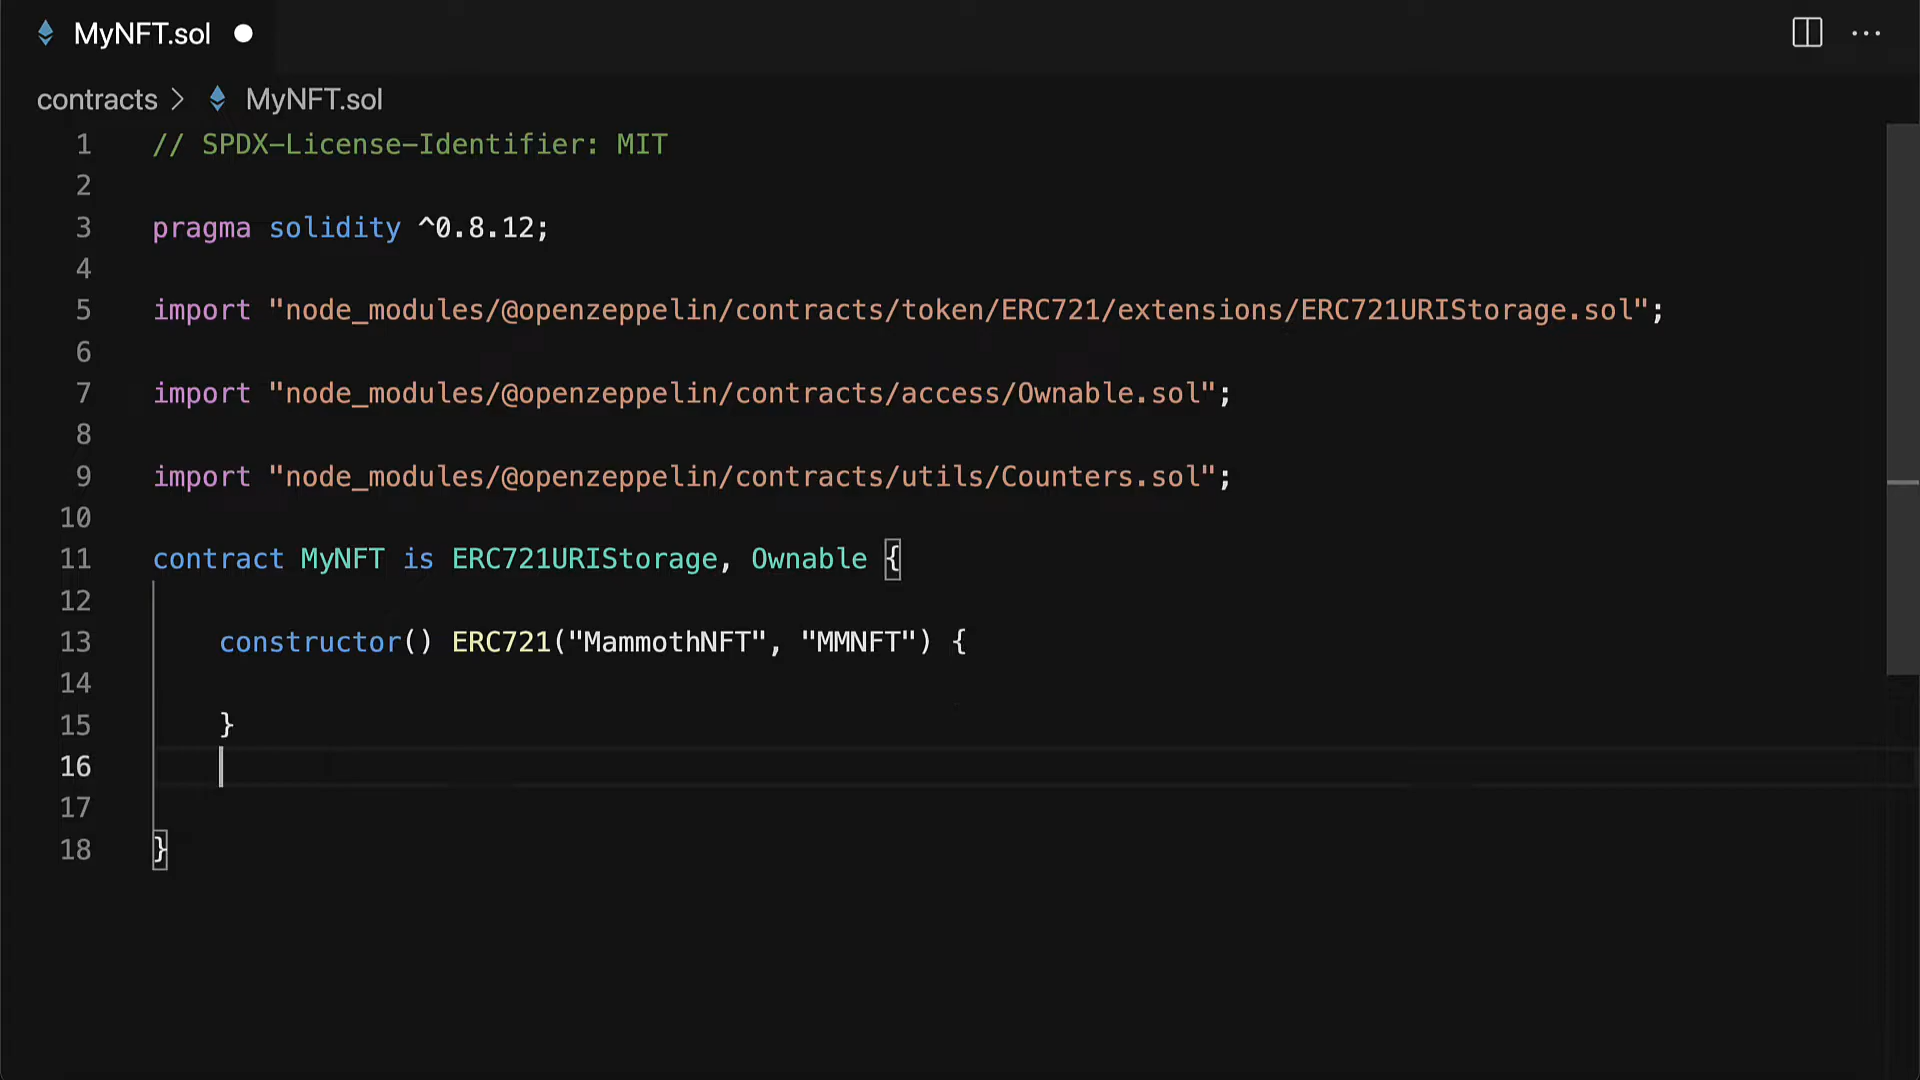 MyNFT.sol
contracts > MyNFT.sol
1 // SPDX-License-Identifier: MIT
2
3 pragma solidity ^0.8.12;
4
5 import "node_modules/@openzeppelin/contracts/token/ERC721/extensions/ERC721URIStorage.sol";
6
7 import "node_modules/@openzeppelin/contracts/access/Ownable.sol";
8
9 import "node_modules/@openzeppelin/contracts/utils/Counters.sol";
10
11 contract MyNFT is ERC721URIStorage, Ownable {
12
13 constructor() ERC721("MammothNFT", "MMNFT") {
14
15 }
16
17
18 }